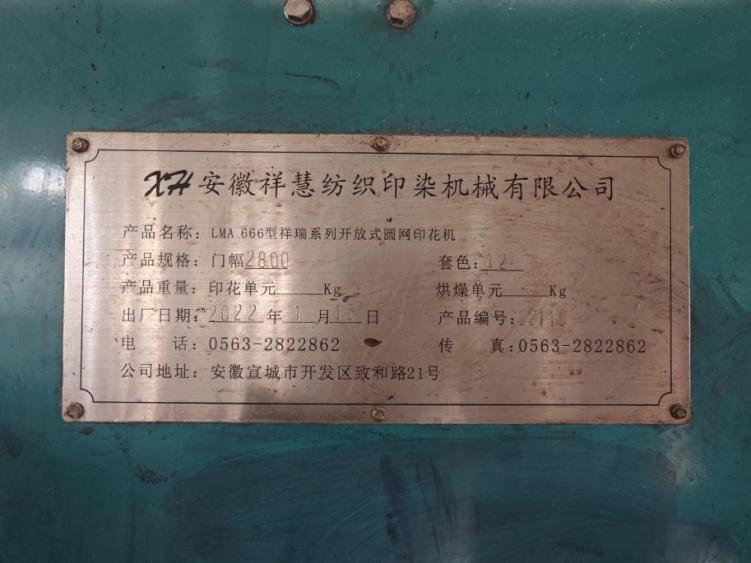 XH 安徽祥慧纺织印染机械有限公司
产品名称: LMA 666型祥瑞系列开放式圆网印花机
产品规格: 门幅2800 套色: 12
产品重量: 印花单元 Kg 烘燥单元 Kg
出厂日期: 2022 年 1 月 日 产品编号:
电 话: 0563-2822862 传 真: 0563-2822862
公司地址: 安徽宣城市开发区致和路21号